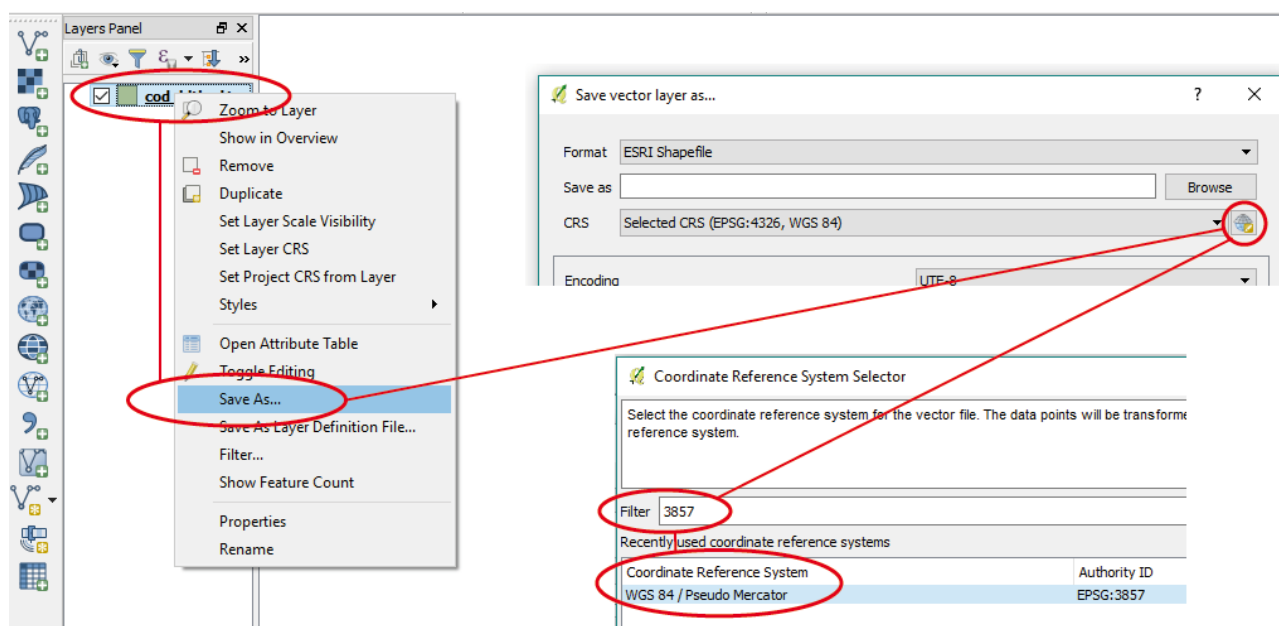 Layers Panel
cod
Zoom to Layer
Show in Overview
Remove
Duplicate
Set Layer Scale Visibility
Set Layer CRS
Set Project CRS from Layer
Styles
Open Attribute Table
Toggle Editing
Save As...
Save As Layer Definition File...
Filter...
Show Feature Count
Properties
Rename
Save vector layer as...
Format ESRI Shapefile
Save as Browse
CRS Selected CRS (EPSG:4326, WGS 84)
Encoding UTF-8
Coordinate Reference System Selector
Select the coordinate reference system for the vector file. The data points will be transforme
reference system.
Filter 3857
Recently used coordinate reference systems
Coordinate Reference System Authority ID
WGS 84 / Pseudo Mercator EPSG:3857